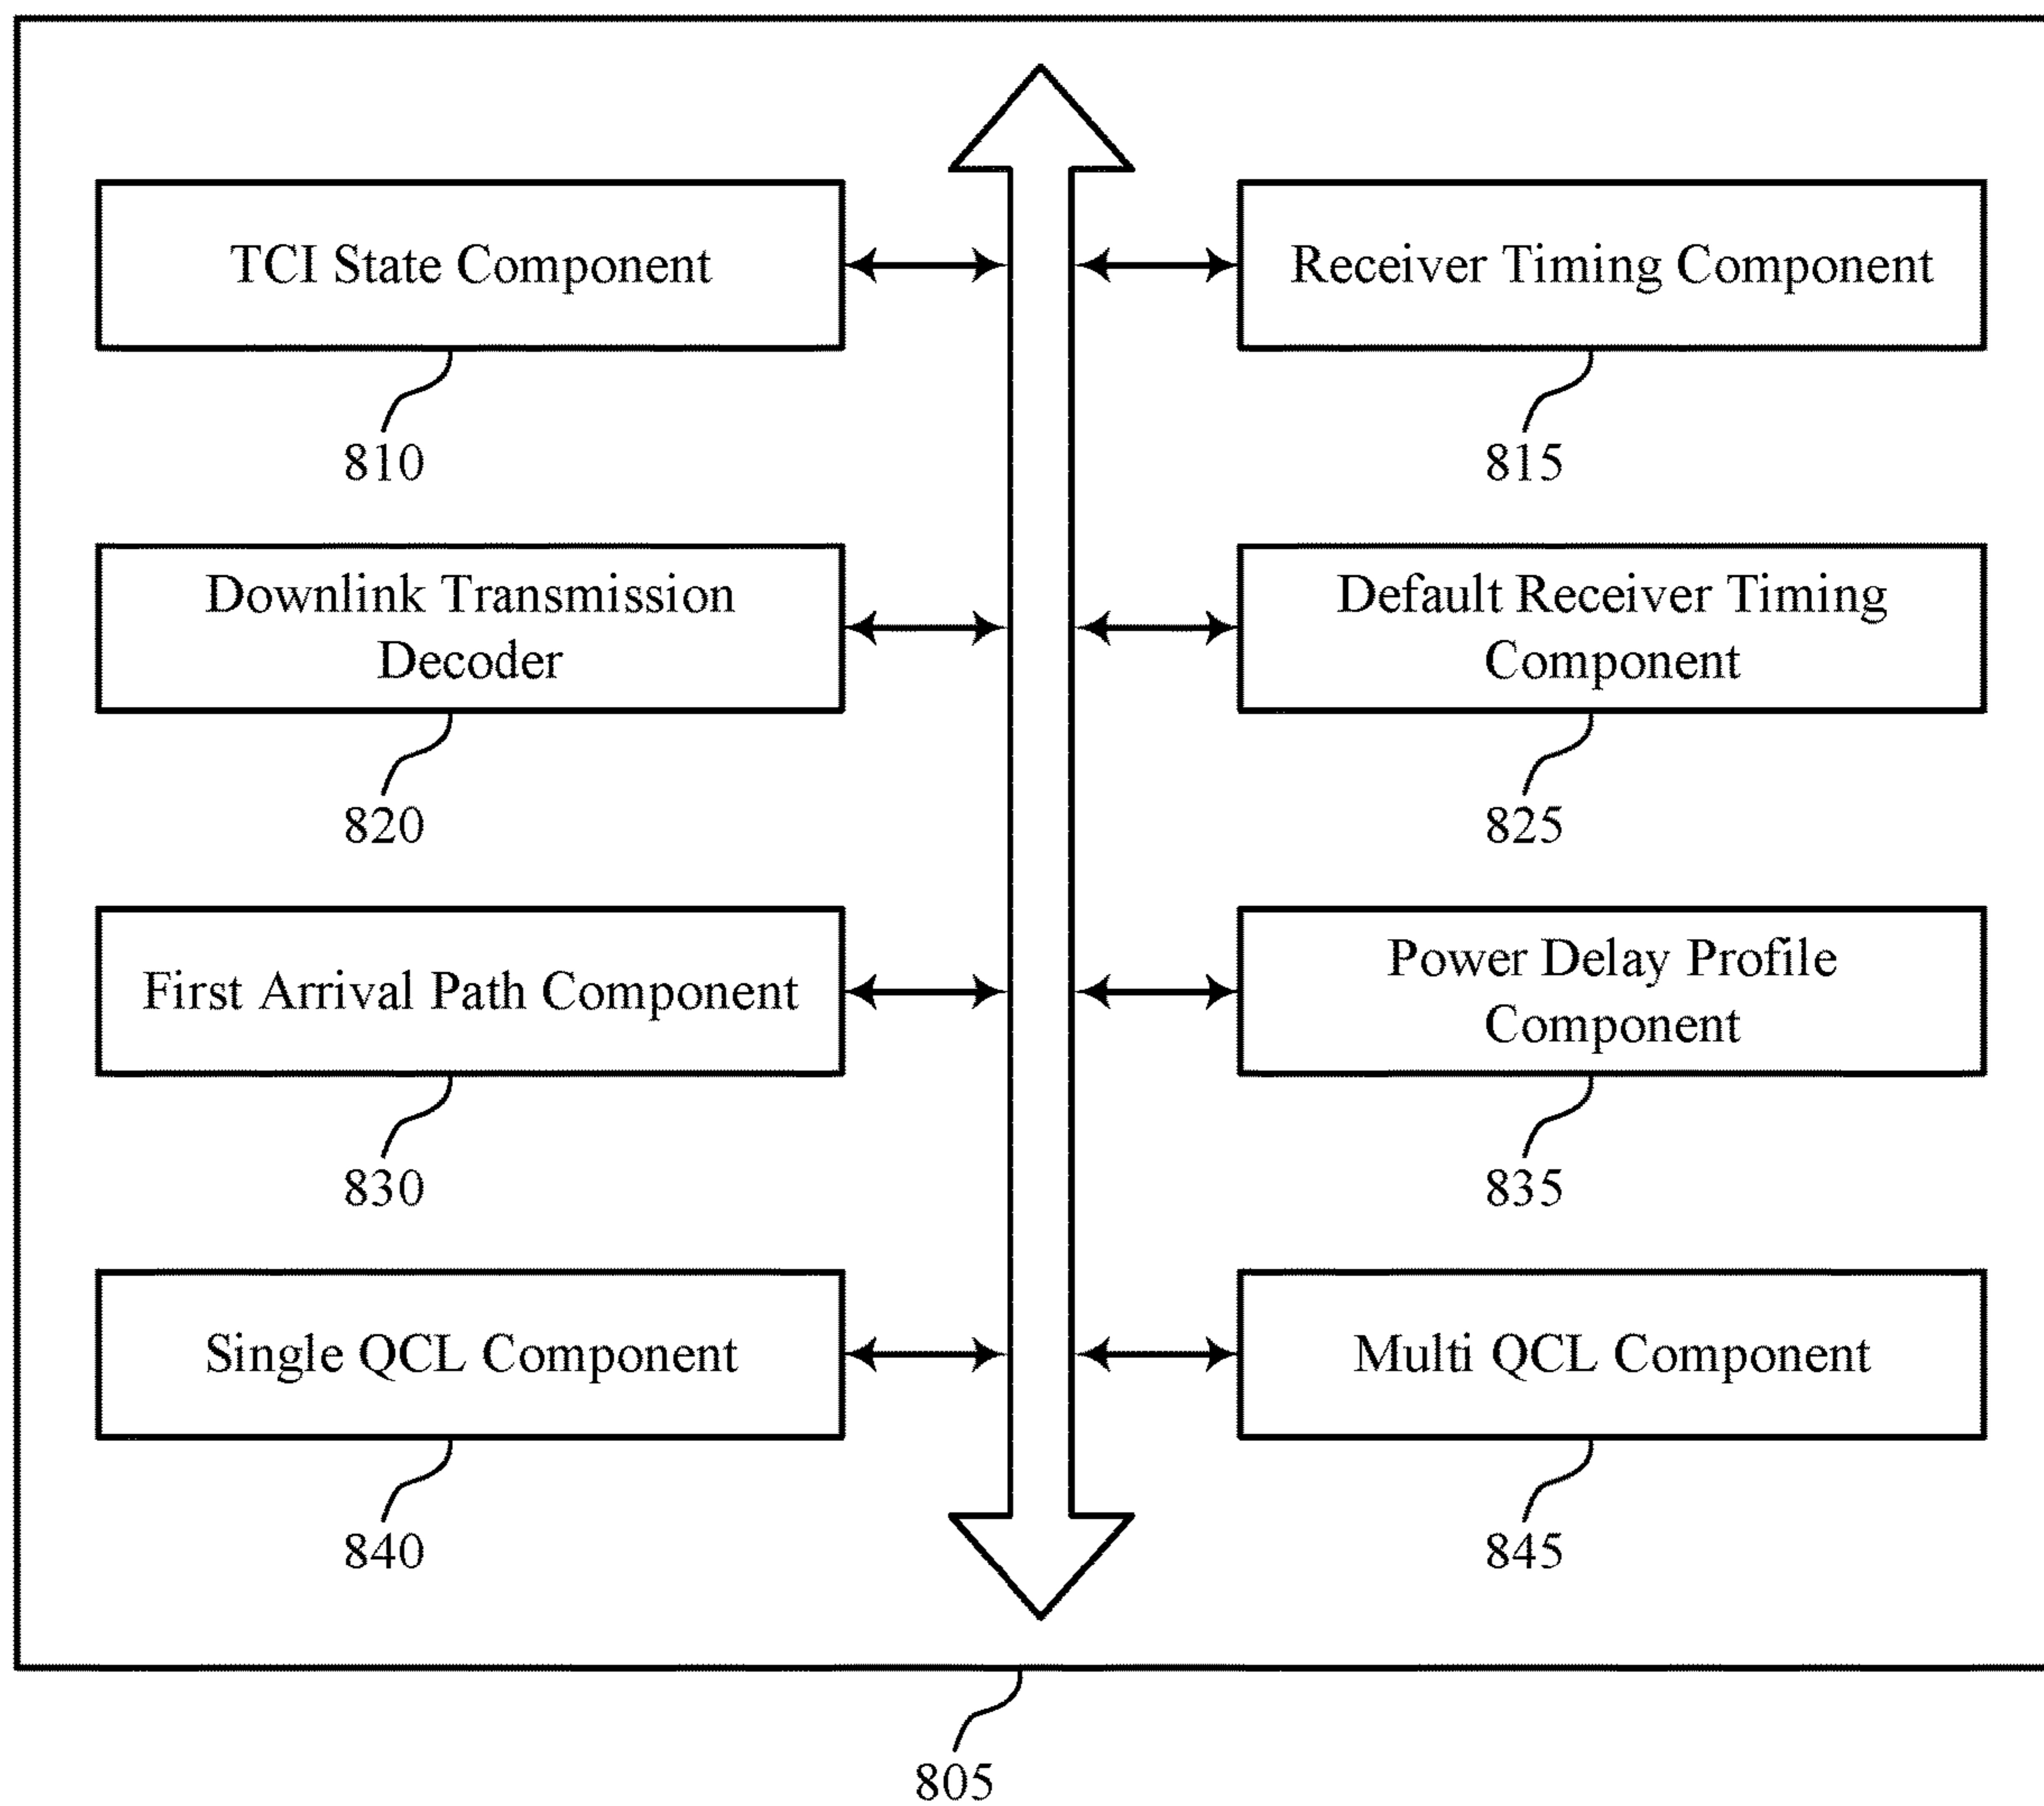 TCI State Component
810
Receiver Timing Component
815
Downlink Transmission
Decoder
820
Default Receiver Timing
Component
825
First Arrival Path Component
830
Power Delay Profile
Component
835
Single QCL Component
840
Multi QCL Component
845
805